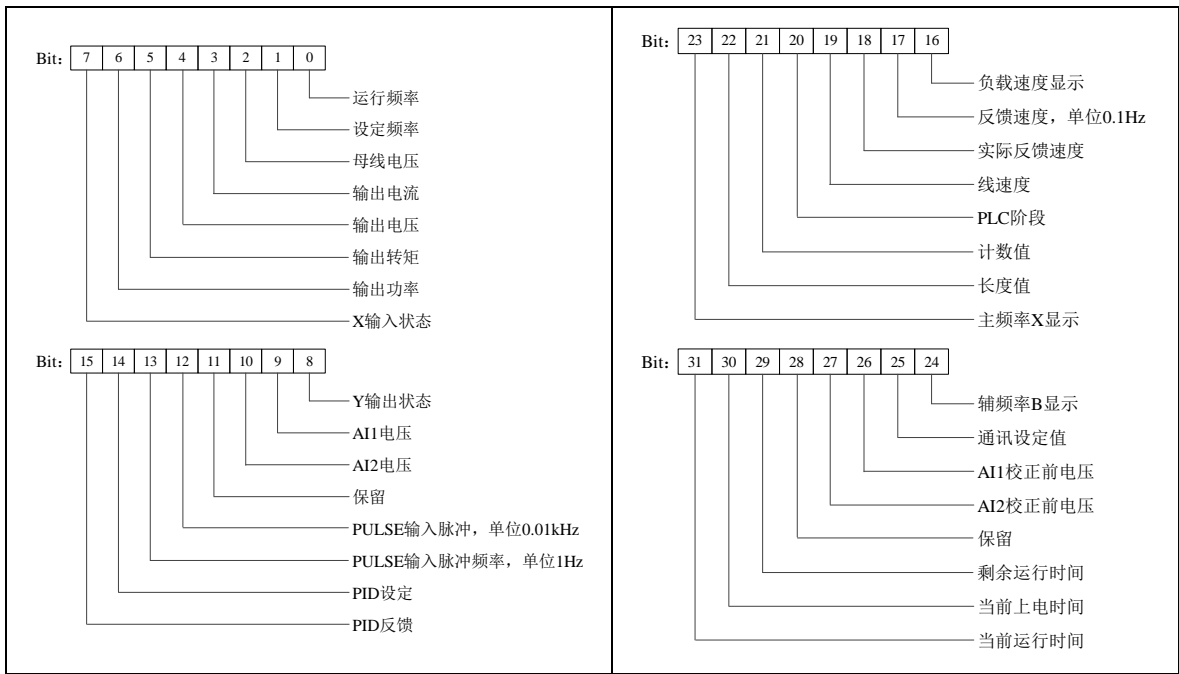 Bit: 7 6 5 4 3 2 1 0
运行频率
设定频率
母线电压
输出电流
输出电压
输出转矩
输出功率
X输入状态
Bit: 15 14 13 12 11 10 9 8
Y输出状态
AI1电压
AI2电压
保留
PULSE输入脉冲，单位0.01kHz
PULSE输入脉冲频率，单位1Hz
PID设定
PID反馈
Bit: 23 22 21 20 19 18 17 16
负载速度显示
反馈速度，单位0.1Hz
实际反馈速度
线速度
PLC阶段
计数值
长度值
主频率X显示
Bit: 31 30 29 28 27 26 25 24
辅频率B显示
通讯设定值
AI1校正前电压
AI2校正前电压
保留
剩余运行时间
当前上电时间
当前运行时间